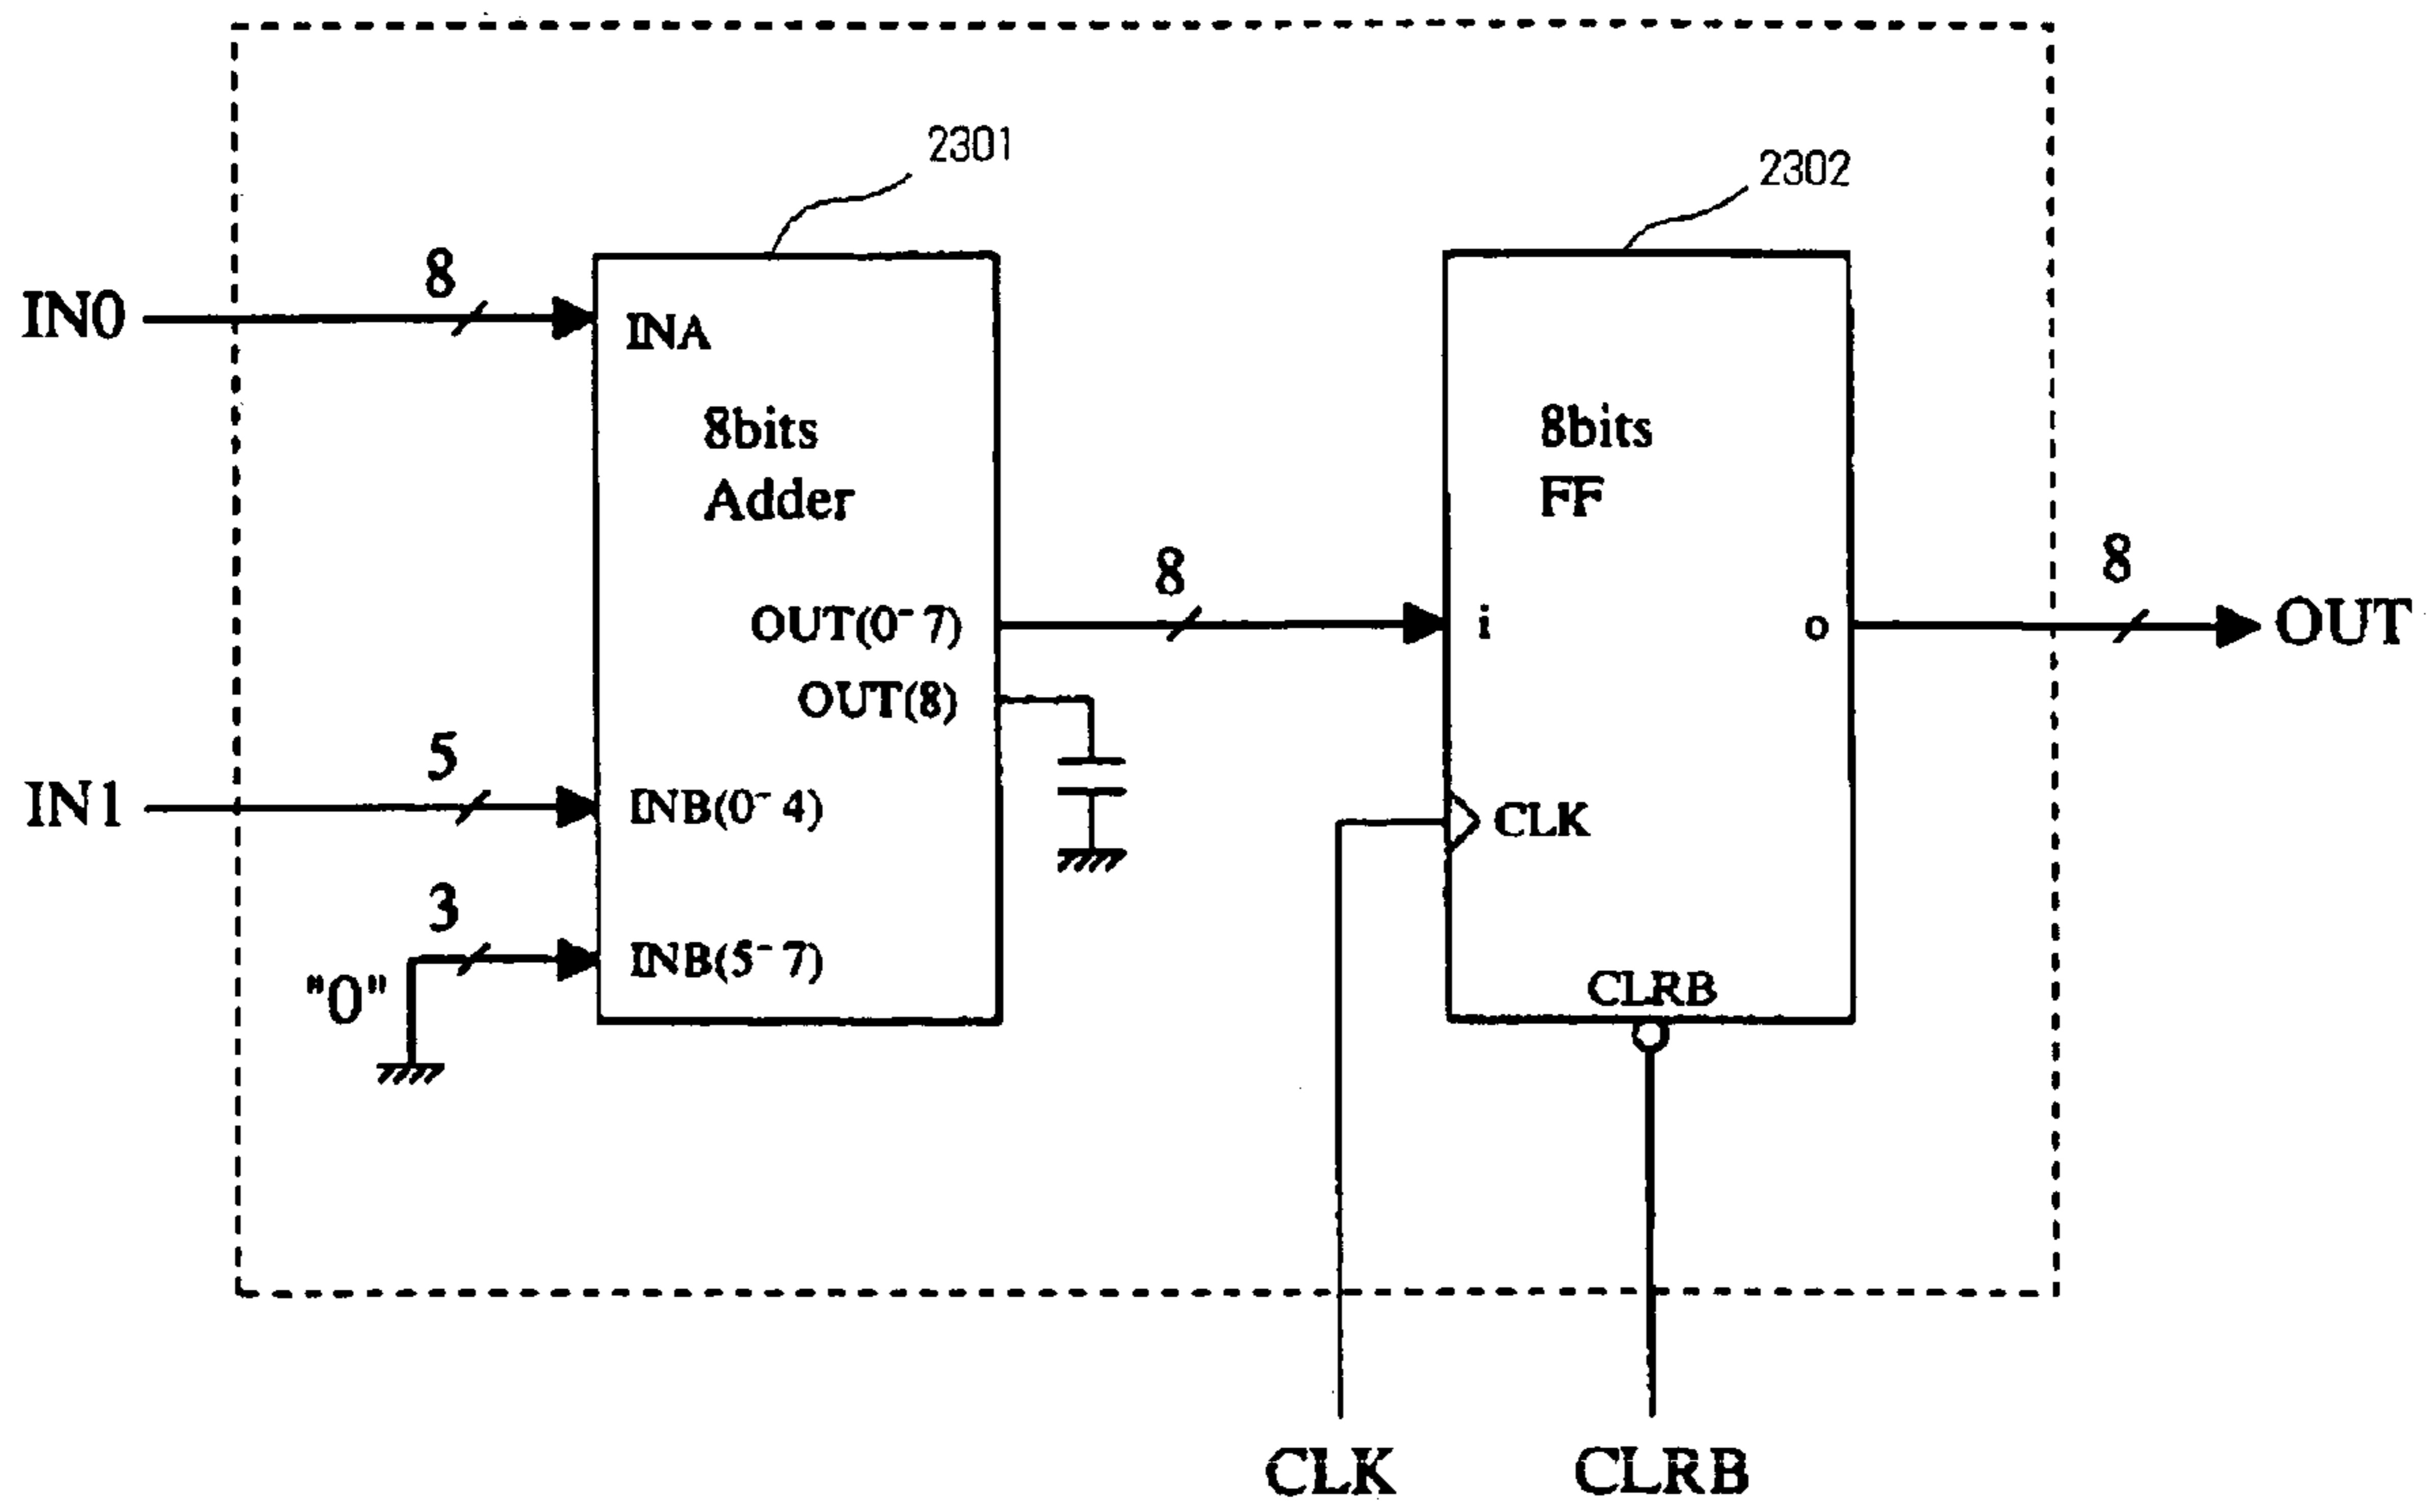 2301
2302
IN0
8
INA
8bits
Adder
8bits
FF
OUT(0~7)
8
i
o
8
OUT
OUT(8)
IN1
5
INB(0~4)
CLK
3
INB(5~7)
"0"
CLRB
CLK
CLRB